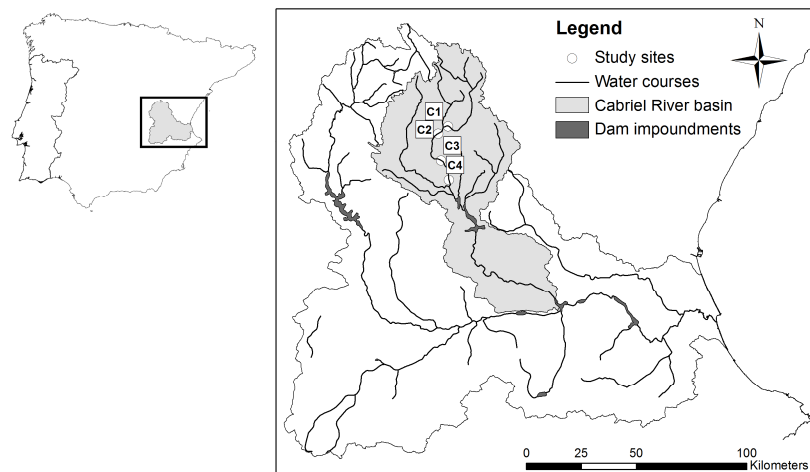 Legend
N
Study sites
Water courses
Cabriel River basin
Dam impoundments
C1
C2
C3
C4
0 25 50 100
Kilometers